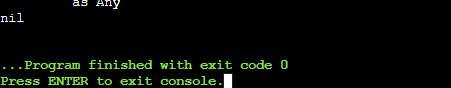 as Any
nil
...Program finished with exit code 0
Press ENTER to exit console.